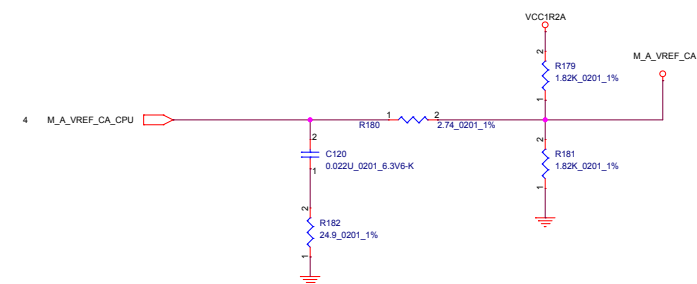 VCC1R2A
M_A_VREF_CA
2
R179
1.82K_0201_1%
1
4 M_A_VREF_CA_CPU
1 2
R180 2.74_0201_1%
2
C120
0.022U_0201_6.3V6-K
1
2
R181
1.82K_0201_1%
1
2
R182
24.9_0201_1%
1